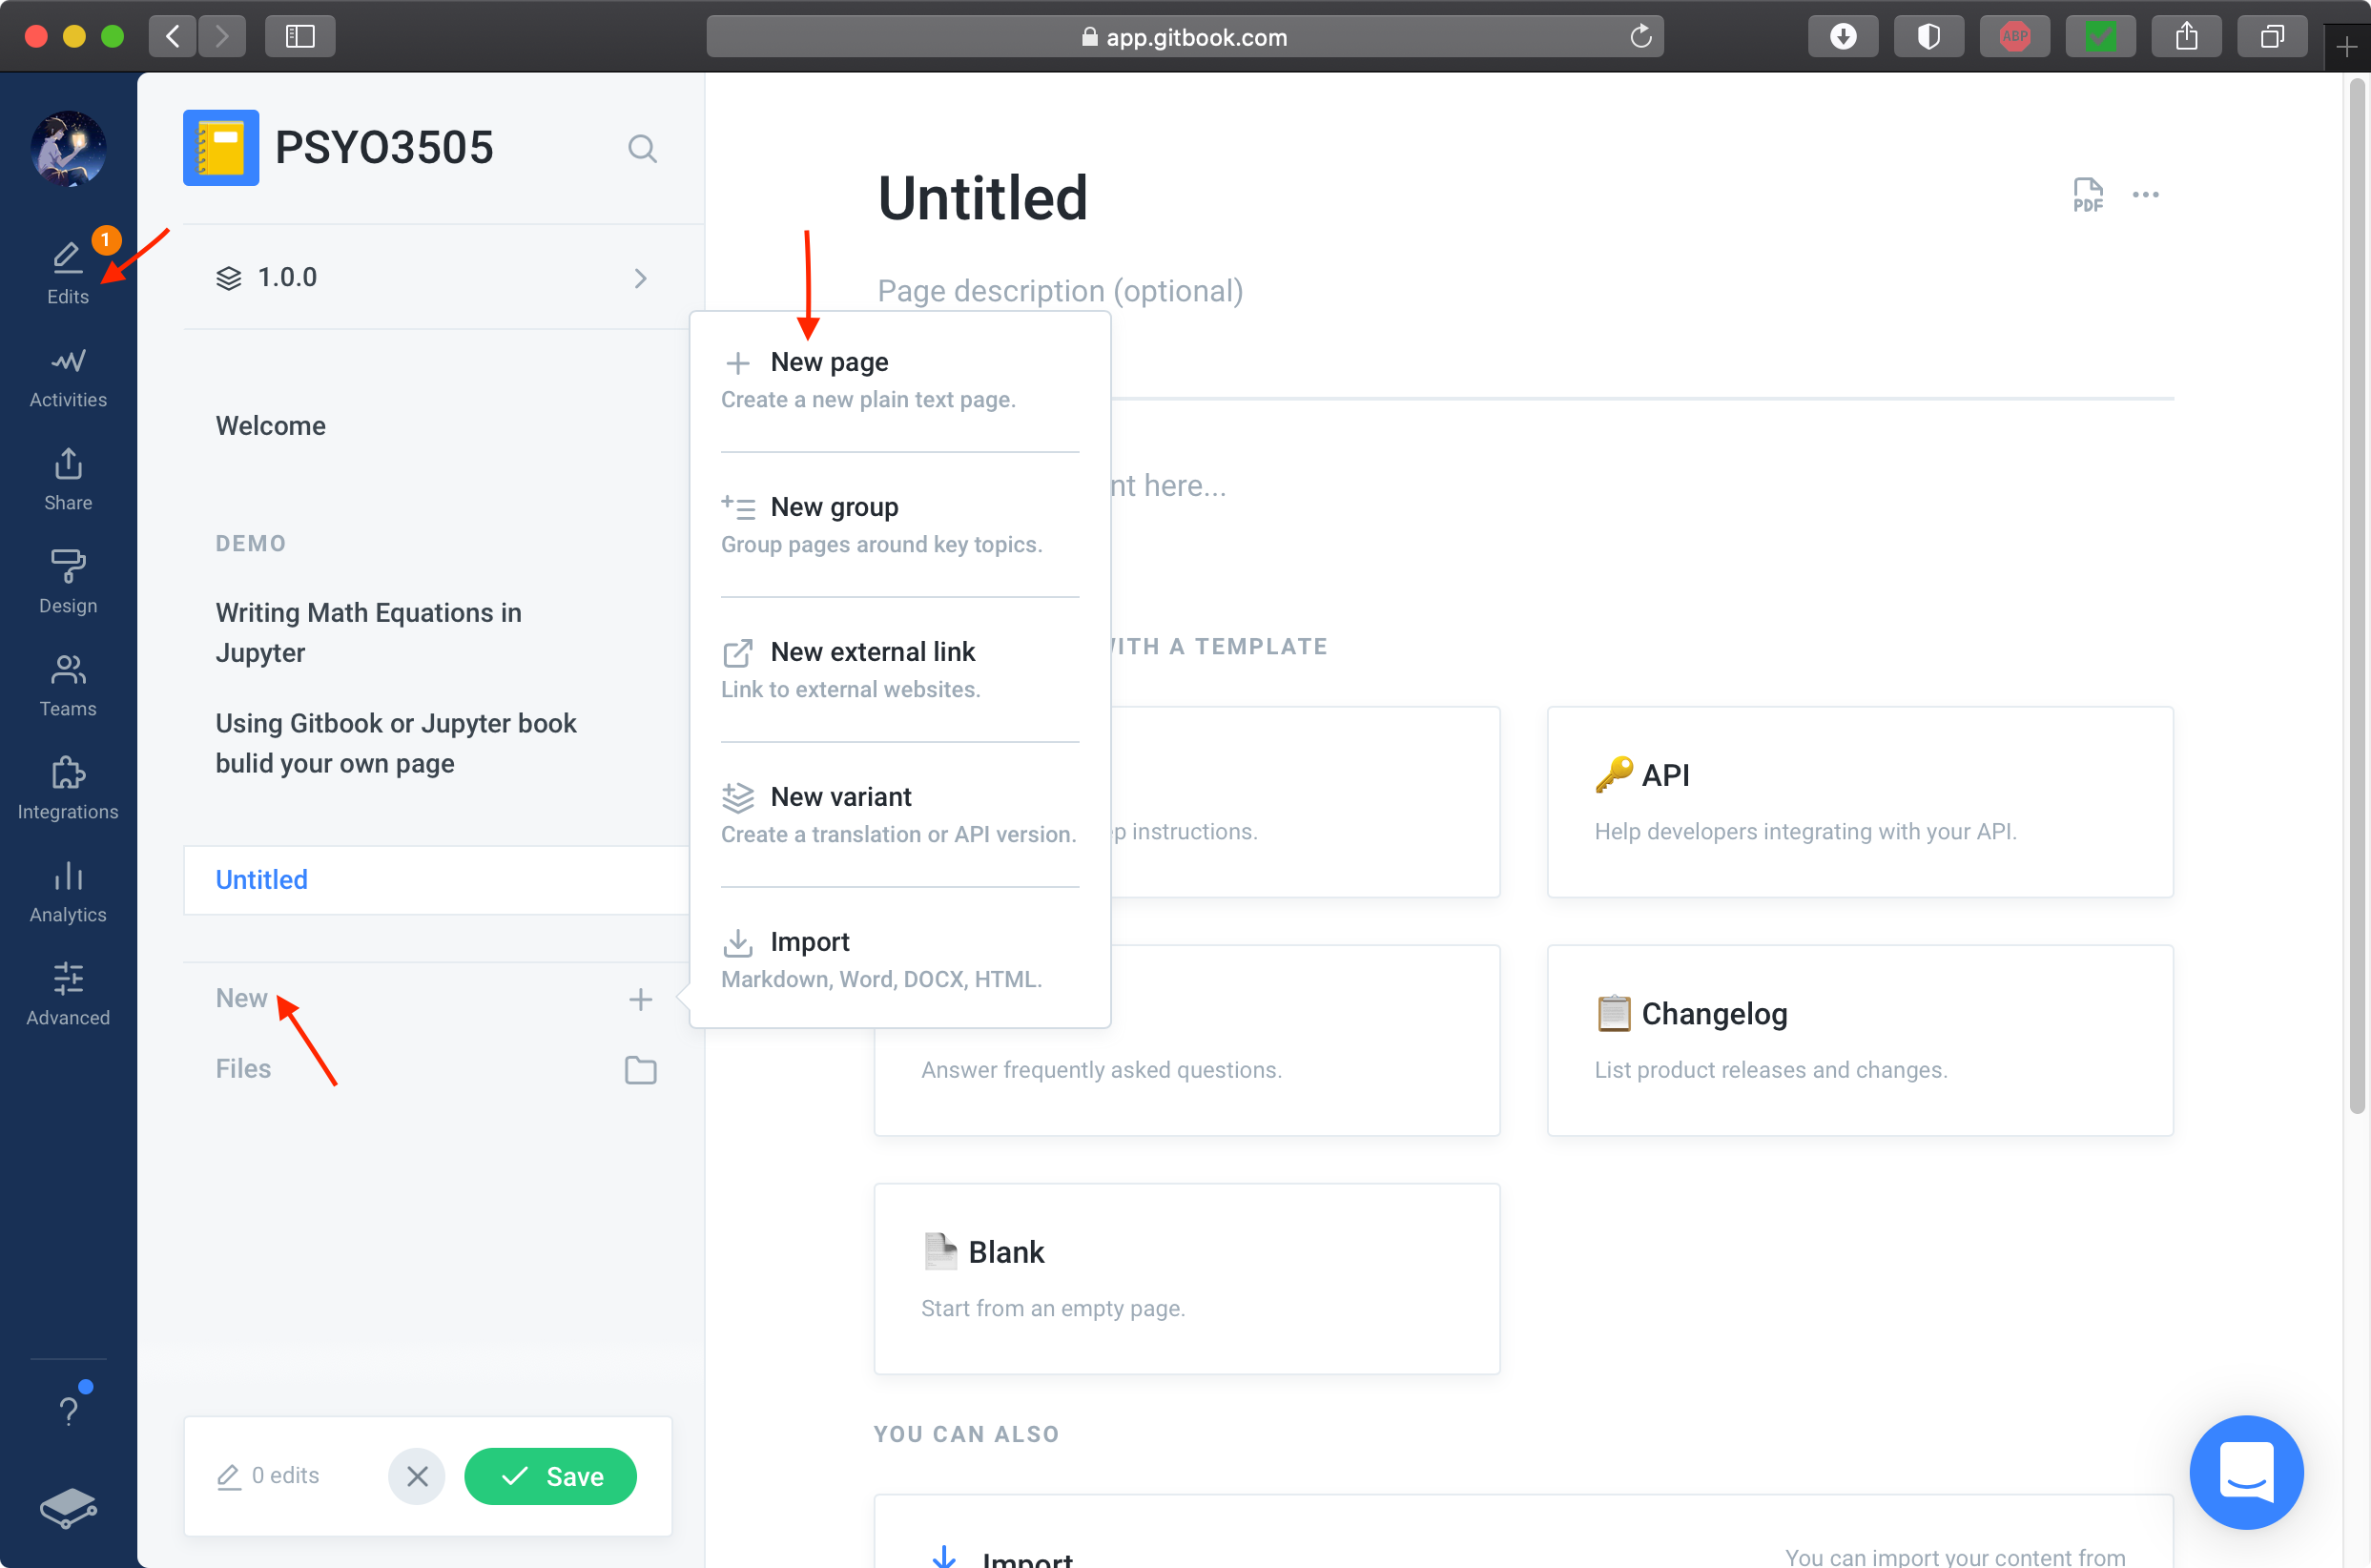 app.gitbook.com
ABP
1
Edits
Activities
Share
Design
Teams
Integrations
Analytics
Advanced
?
PSYO3505
1.0.0
Welcome
DEMO
Writing Math Equations in
Jupyter
Using Gitbook or Jupyter book
bulid your own page
Untitled
New
Files
0 edits
Save
New page
Create a new plain text page.
New group
Group pages around key topics.
New external link
Link to external websites.
New variant
Create a translation or API version.
Import
Markdown, Word, DOCX, HTML.
Untitled
PDF
Page description (optional)
here...
A TEMPLATE
instructions.
API
Help developers integrating with your API.
Answer frequently asked questions.
Changelog
List product releases and changes.
Blank
Start from an empty page.
YOU CAN ALSO
Import
You can import your content from